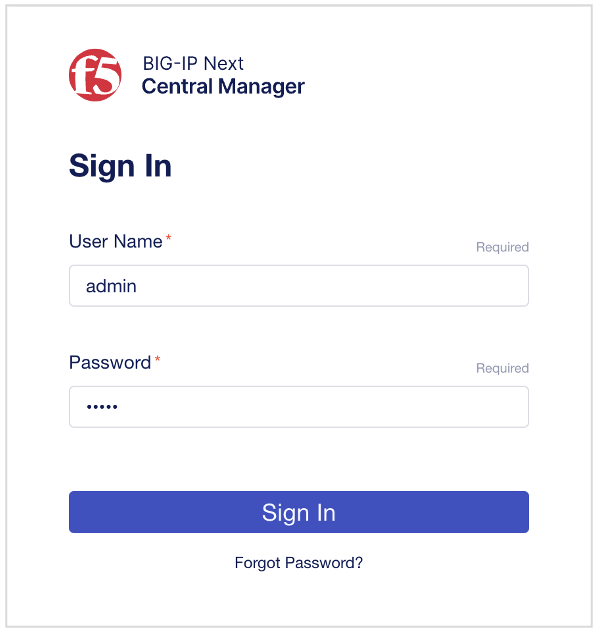 f5
BIG-IP Next
Central Manager
Sign In
User Name*
Required
admin
Password*
Required
•••••
Sign In
Forgot Password?